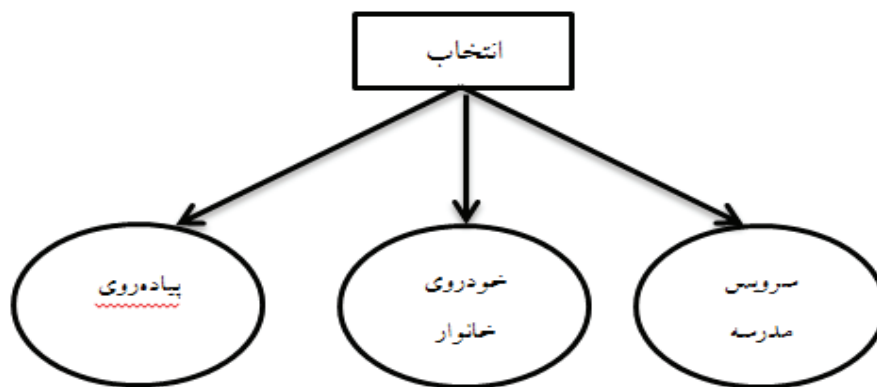 انتخاب
سرویس
مدرسه
خودروی
خانوار
پیاده‌روی